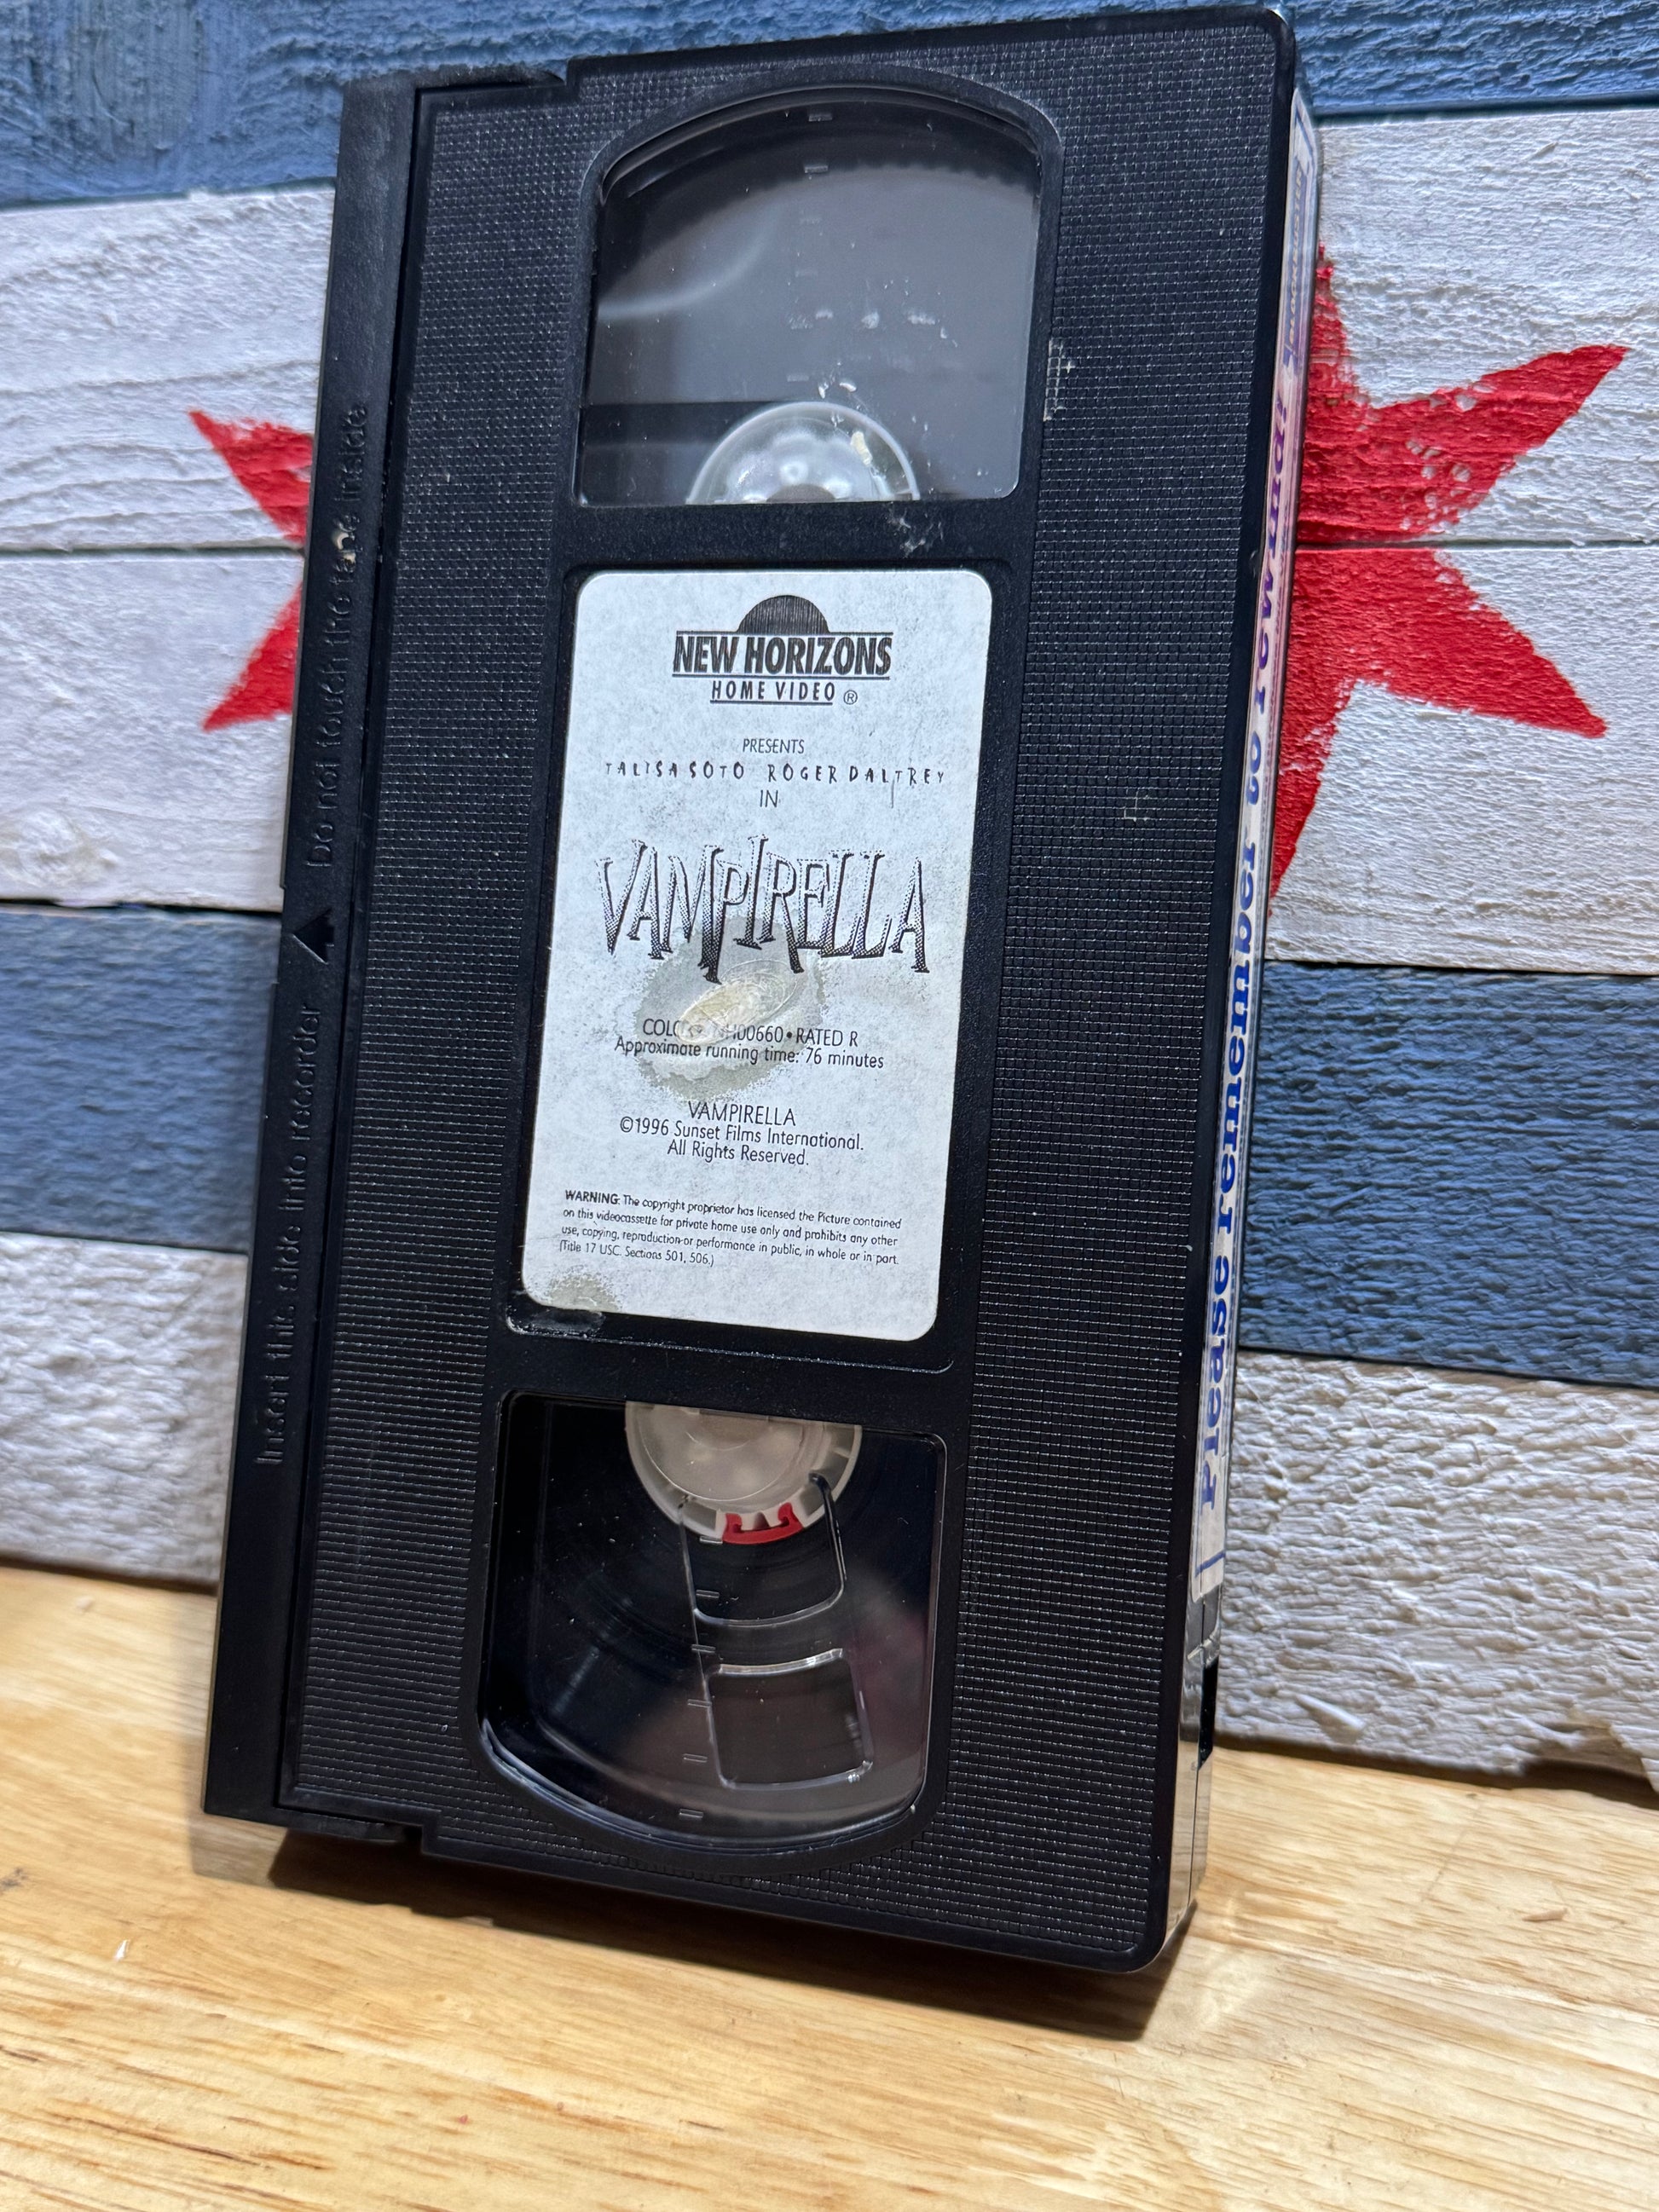 NEW HORIZONS
HOME VIDEO ®
PRESENTS
TALISA SOTO ROGER DALTREY
IN
VAMPIRELLA
NH00660 • RATED R
Approximate running time: 76 minutes
VAMPIRELLA
©1996 Sunset Films International.
All Rights Reserved.
WARNING: The copyright proprietor has licensed the Picture contained
on this videocassette for private home use only and prohibits any other
use, copying, reproduction or performance in public, in whole or in part.
(Title 17 USC. Sections 501, 506.)
Insert this side into recorder ▲ Do not touch the tape inside
Please remember to rewind